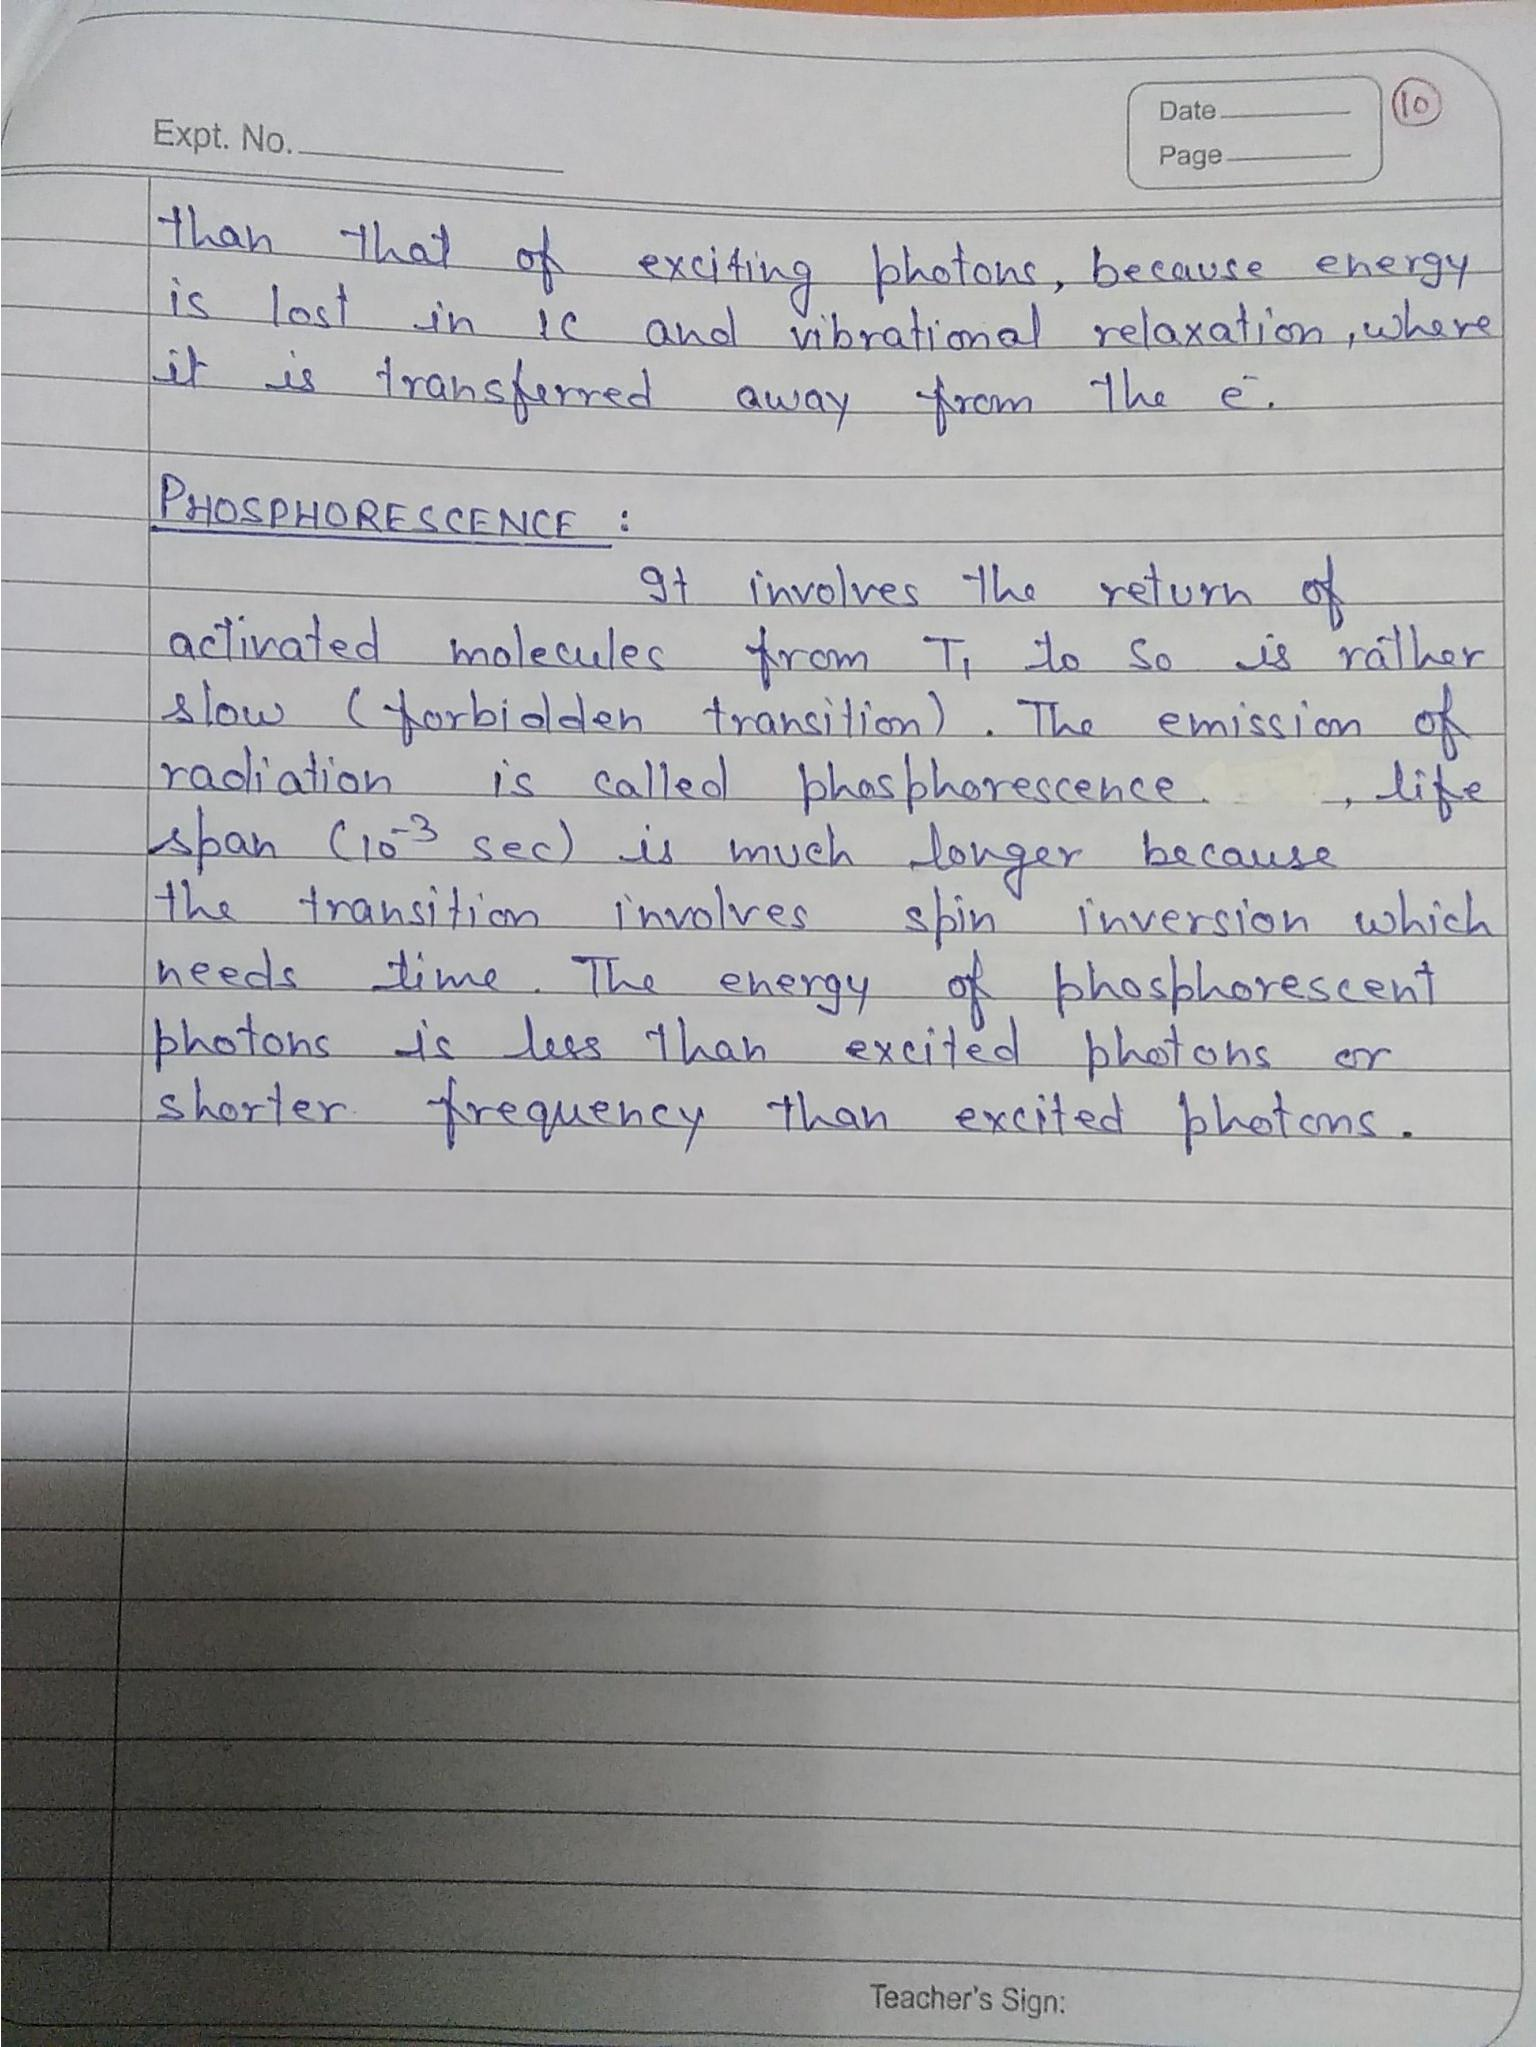 Expt. No.
Date
Page
10
than that of exciting photons, because energy
is lost in IC and vibrational relaxation, where
it is transferred away from the e⁻.
PHOSPHORESCENCE :
It involves the return of
activated molecules from T₁ to S₀ is rather
slow (forbidden transition). The emission of
radiation is called phosphorescence. , life
span (10⁻³ sec) is much longer because
the transition involves spin inversion which
needs time. The energy of phosphorescent
photons is less than excited photons or
shorter frequency than excited photons.
Teacher's Sign: